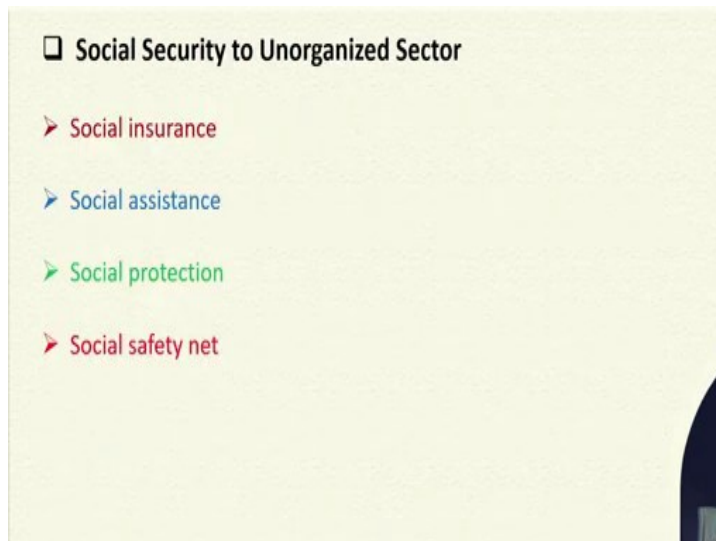 Social Security to Unorganized Sector
Social insurance
Social assistance
Social protection
Social safety net